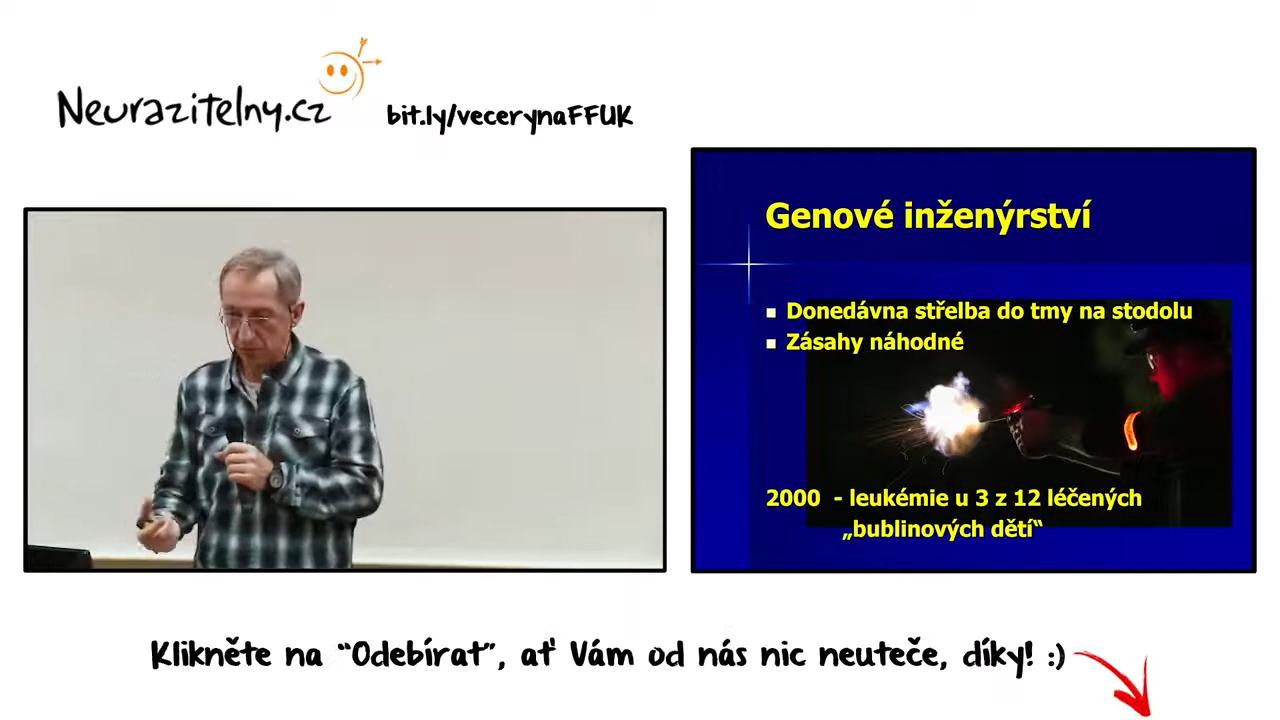 Neurazitelny.cz
bit.ly/vecerynaFFUK
Genové inženýrství
Donedávna střelba do tmy na stodolu
Zásahy náhodné
2000 - leukémie u 3 z 12 léčených
„bublinových dětí“
Klikněte na “Odebírat”, ať Vám od nás nic neuteče, díky! :)